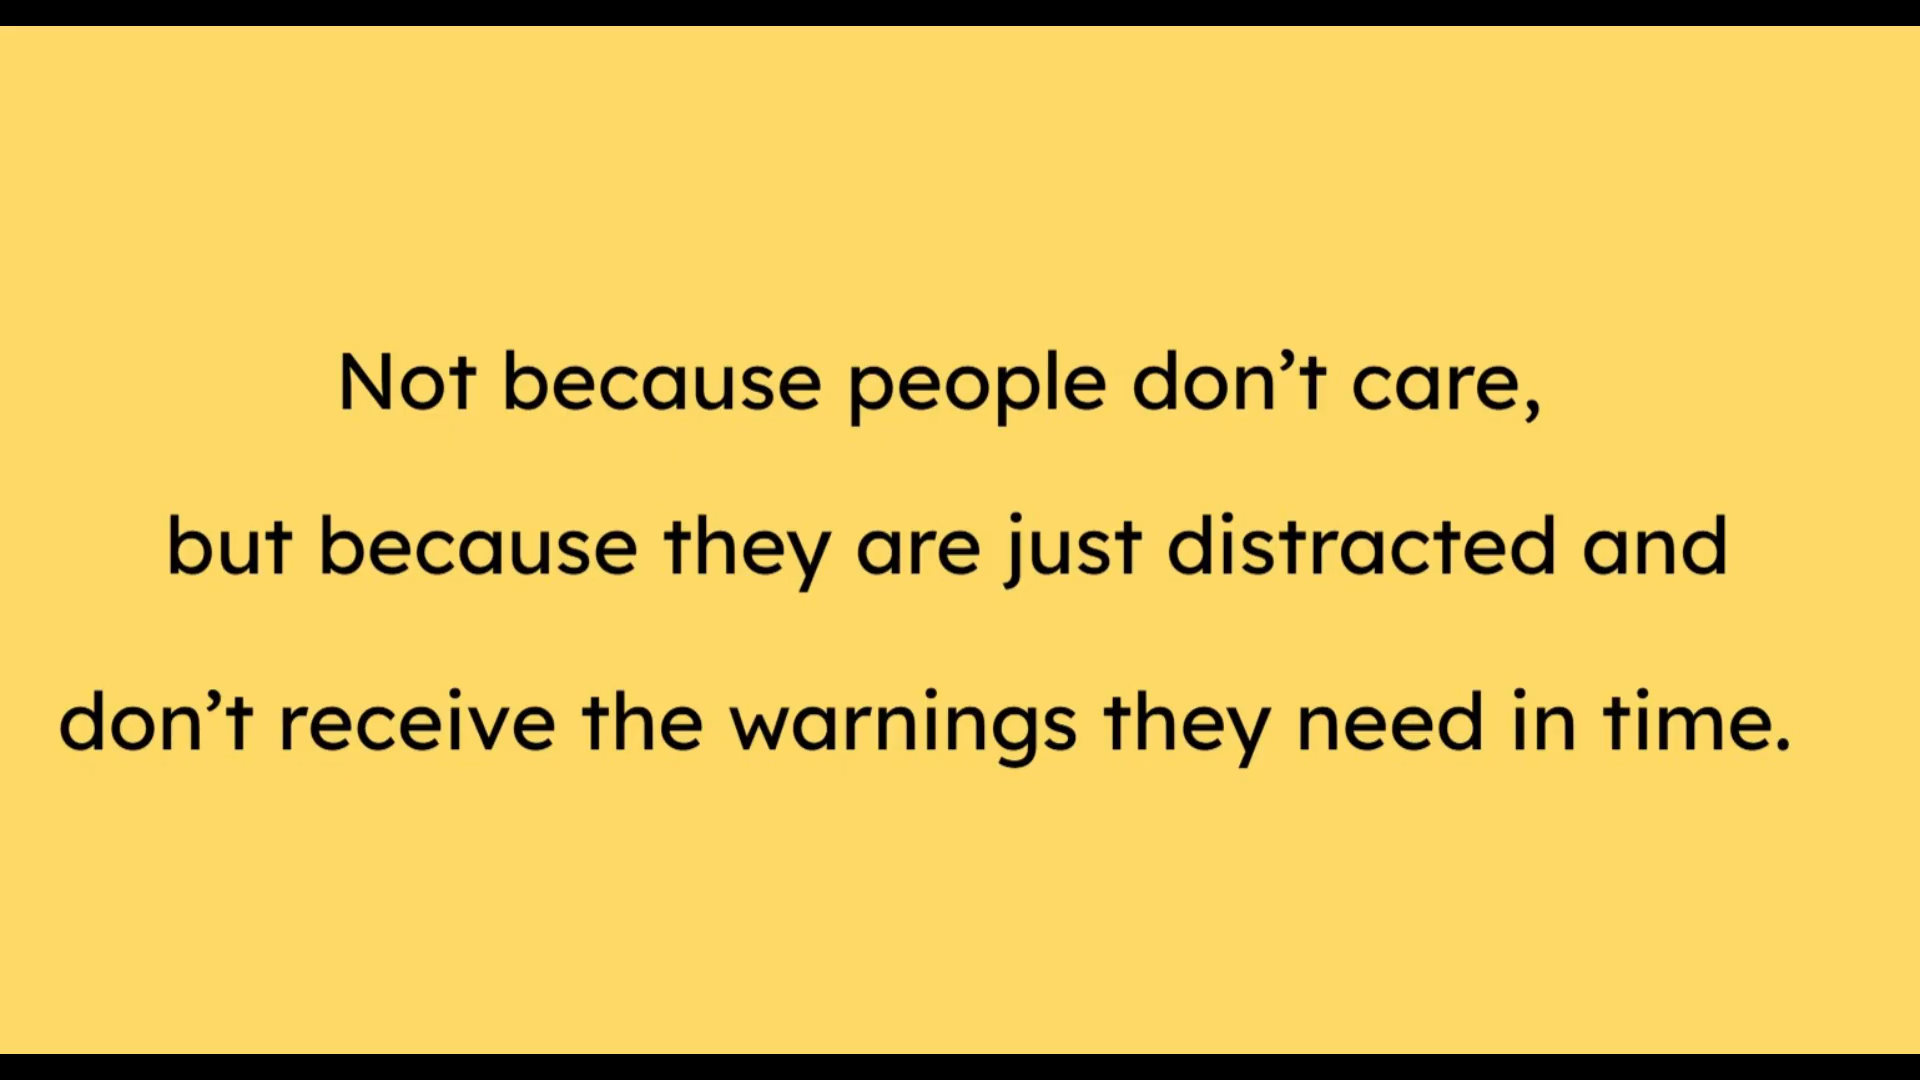 Not because people don’t care,
but because they are just distracted and
don’t receive the warnings they need in time.